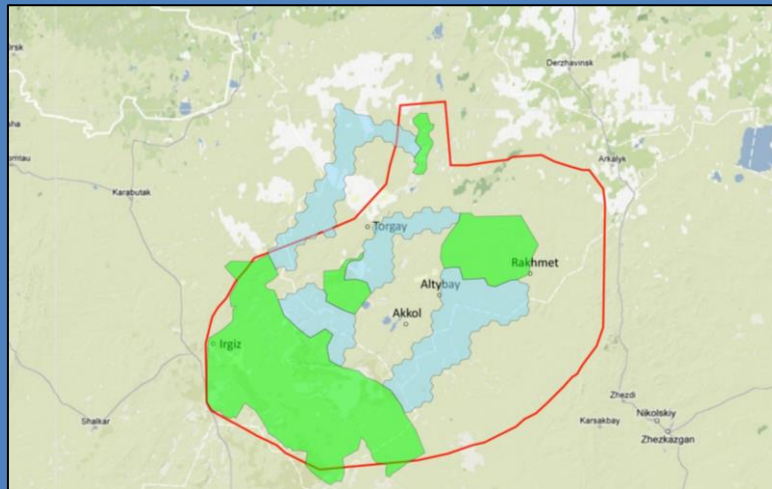 Derzhavinsk
Arkalyk
Karabutak
Torgay
Rakhmet
Altybay
Akkol
Irgiz
Zhezdi
Shalkar
Karsakbay
Nikolskiy
Zhezkazgan